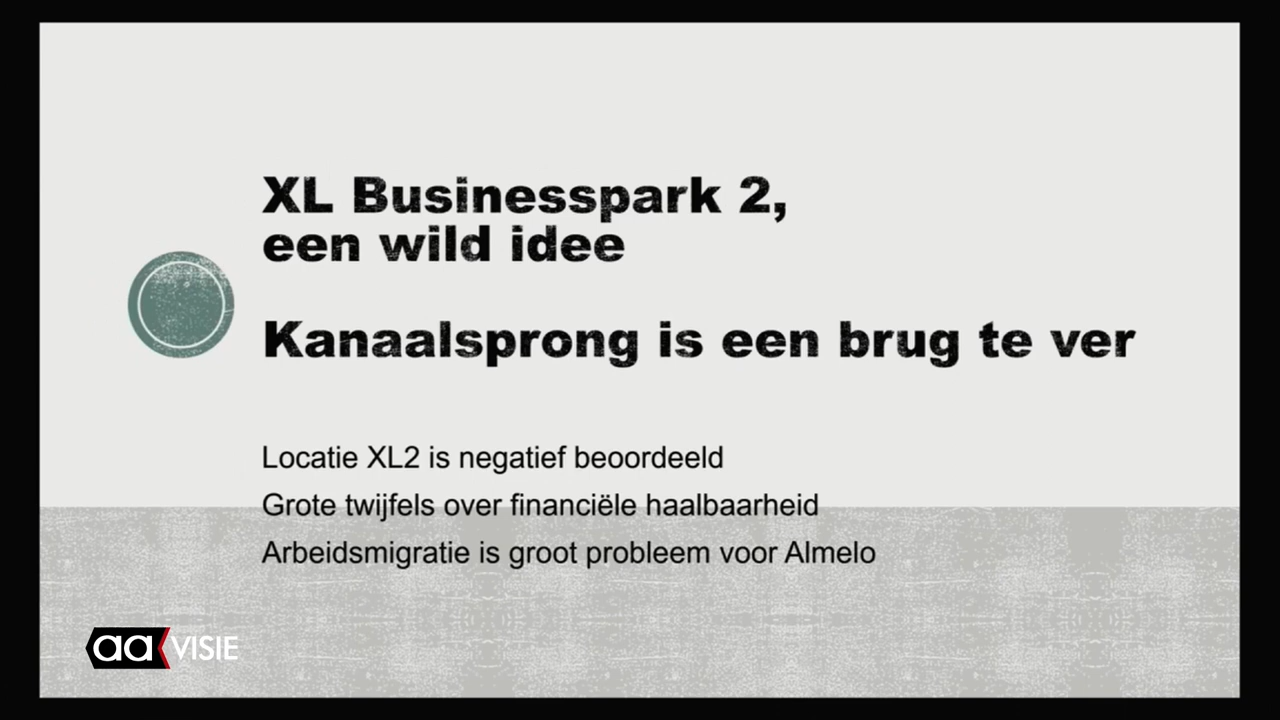 XL Businesspark 2,
een wild idee
Kanaalsprong is een brug te ver
Locatie XL2 is negatief beoordeeld
Grote twijfels over financiële haalbaarheid
Arbeidsmigratie is groot probleem voor Almelo
aa VISIE